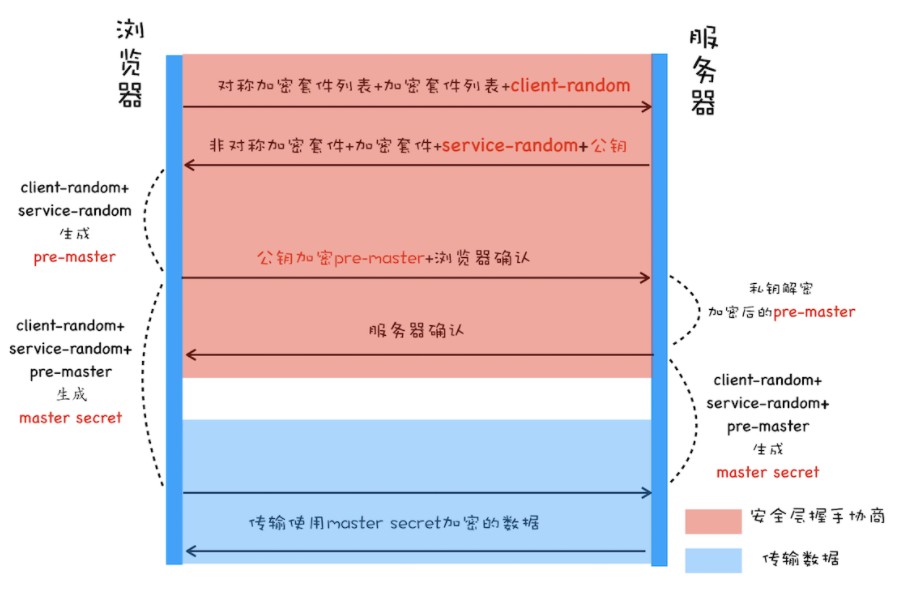 浏览器
服务器
对称加密套件列表+加密套件列表+client-random
非对称加密套件+加密套件+service-random+公钥
client-random+
service-random
生成
pre-master
公钥加密pre-master+浏览器确认
私钥解密
加密后的pre-master
服务器确认
client-random+
service-random+
pre-master
生成
master secret
client-random+
service-random+
pre-master
生成
master secret
传输使用master secret加密的数据
安全层握手协商
传输数据